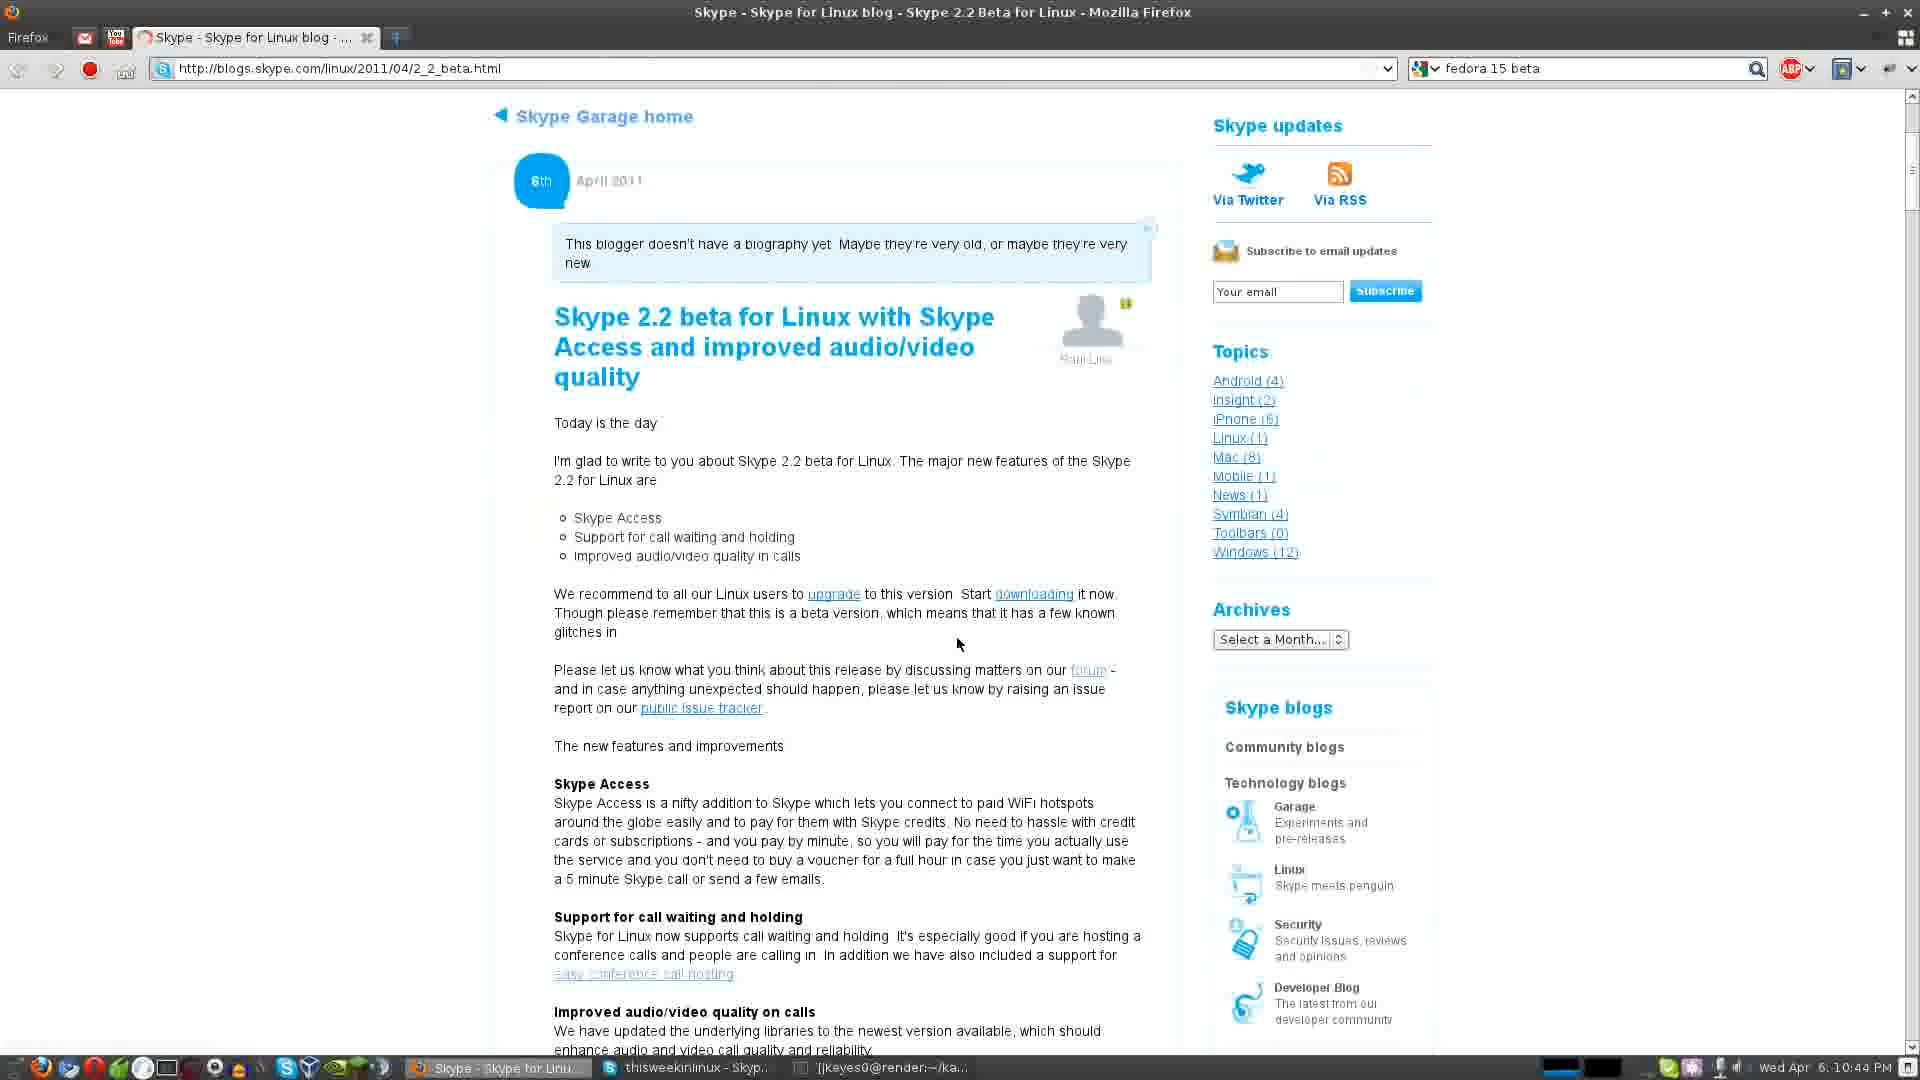 Skype - Skype for Linux blog - Skype 2.2 Beta for Linux - Mozilla Firefox
Firefox
You Tube
Skype - Skype for Linux blog - ...
http://blogs.skype.com/linux/2011/04/2_2_beta.html
fedora 15 beta
ABP
Skype Garage home
6th
April 2011
This blogger doesn't have a biography yet. Maybe they're very old, or maybe they're very
new
Skype 2.2 beta for Linux with Skype
Access and improved audio/video
quality
Today is the day
I'm glad to write to you about Skype 2.2 beta for Linux. The major new features of the Skype
2.2 for Linux are
Skype Access
Support for call waiting and holding
Improved audio/video quality in calls
We recommend to all our Linux users to upgrade to this version. Start downloading it now.
Though please remember that this is a beta version, which means that it has a few known
glitches in
Please let us know what you think about this release by discussing matters on our forum -
and in case anything unexpected should happen, please let us know by raising an issue
report on our public issue tracker.
The new features and improvements
Skype Access
Skype Access is a nifty addition to Skype which lets you connect to paid WiFi hotspots
around the globe easily and to pay for them with Skype credits. No need to hassle with credit
cards or subscriptions - and you pay by minute, so you will pay for the time you actually use
the service and you don't need to buy a voucher for a full hour in case you just want to make
a 5 minute Skype call or send a few emails.
Support for call waiting and holding
Skype for Linux now supports call waiting and holding. It's especially good if you are hosting a
conference calls and people are calling in. In addition we have also included a support for
easy conference call hosting
Improved audio/video quality on calls
We have updated the underlying libraries to the newest version available, which should
enhance audio and video call quality and reliability.
Skype updates
Via Twitter
Via RSS
Subscribe to email updates
Your email
Subscribe
Topics
Android (4)
Insight (2)
iPhone (6)
Linux (1)
Mac (8)
Mobile (1)
News (1)
Symbian (4)
Toolbars (0)
Windows (12)
Archives
Select a Month...
Skype blogs
Community blogs
Technology blogs
Garage
Experiments and
pre-releases
Linux
Skype meets penguin
Security
Security issues, reviews
and opinions
Developer Blog
The latest from our
developer community
Skype - Skype for Linu...
thisweekinlinux - Skyp...
[jkeyes0@render:~/ka...
Wed Apr 6, 10:44 PM